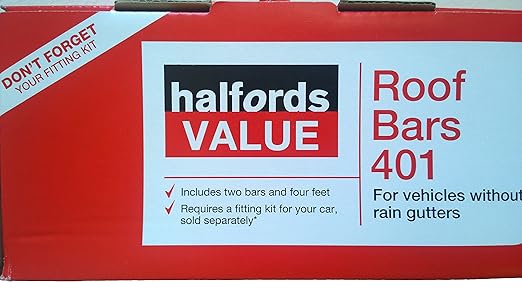 DON'T FORGET
YOUR FITTING KIT
halfords
VALUE
✓ Includes two bars and four feet
✓ Requires a fitting kit for your car,
sold separately*
Roof
Bars
401
For vehicles without
rain gutters